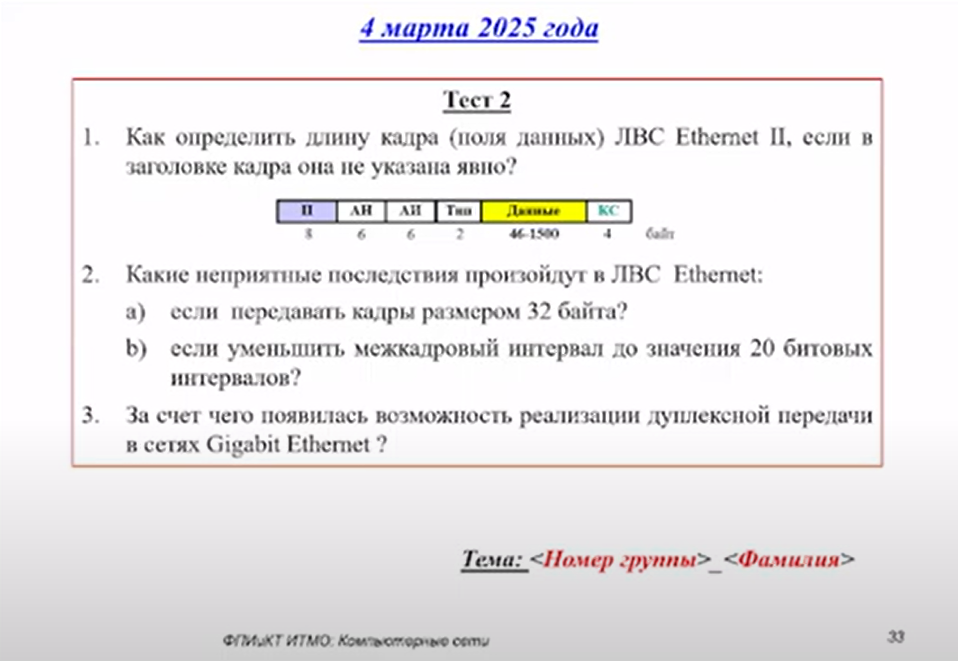 4 марта 2025 года
Тест 2
1. Как определить длину кадра (поля данных) ЛВС Ethernet II, если в
заголовке кадра она не указана явно?
П АН АИ Тип Данные КС
8 6 6 2 46-1500 4 байт
2. Какие неприятные последствия произойдут в ЛВС Ethernet:
a) если передавать кадры размером 32 байта?
b) если уменьшить межкадровый интервал до значения 20 битовых
интервалов?
3. За счет чего появилась возможность реализации дуплексной передачи
в сетях Gigabit Ethernet ?
Тема: <Номер группы>_<Фамилия>
ФПИиКТ ИТМО: Компьютерные сети
33